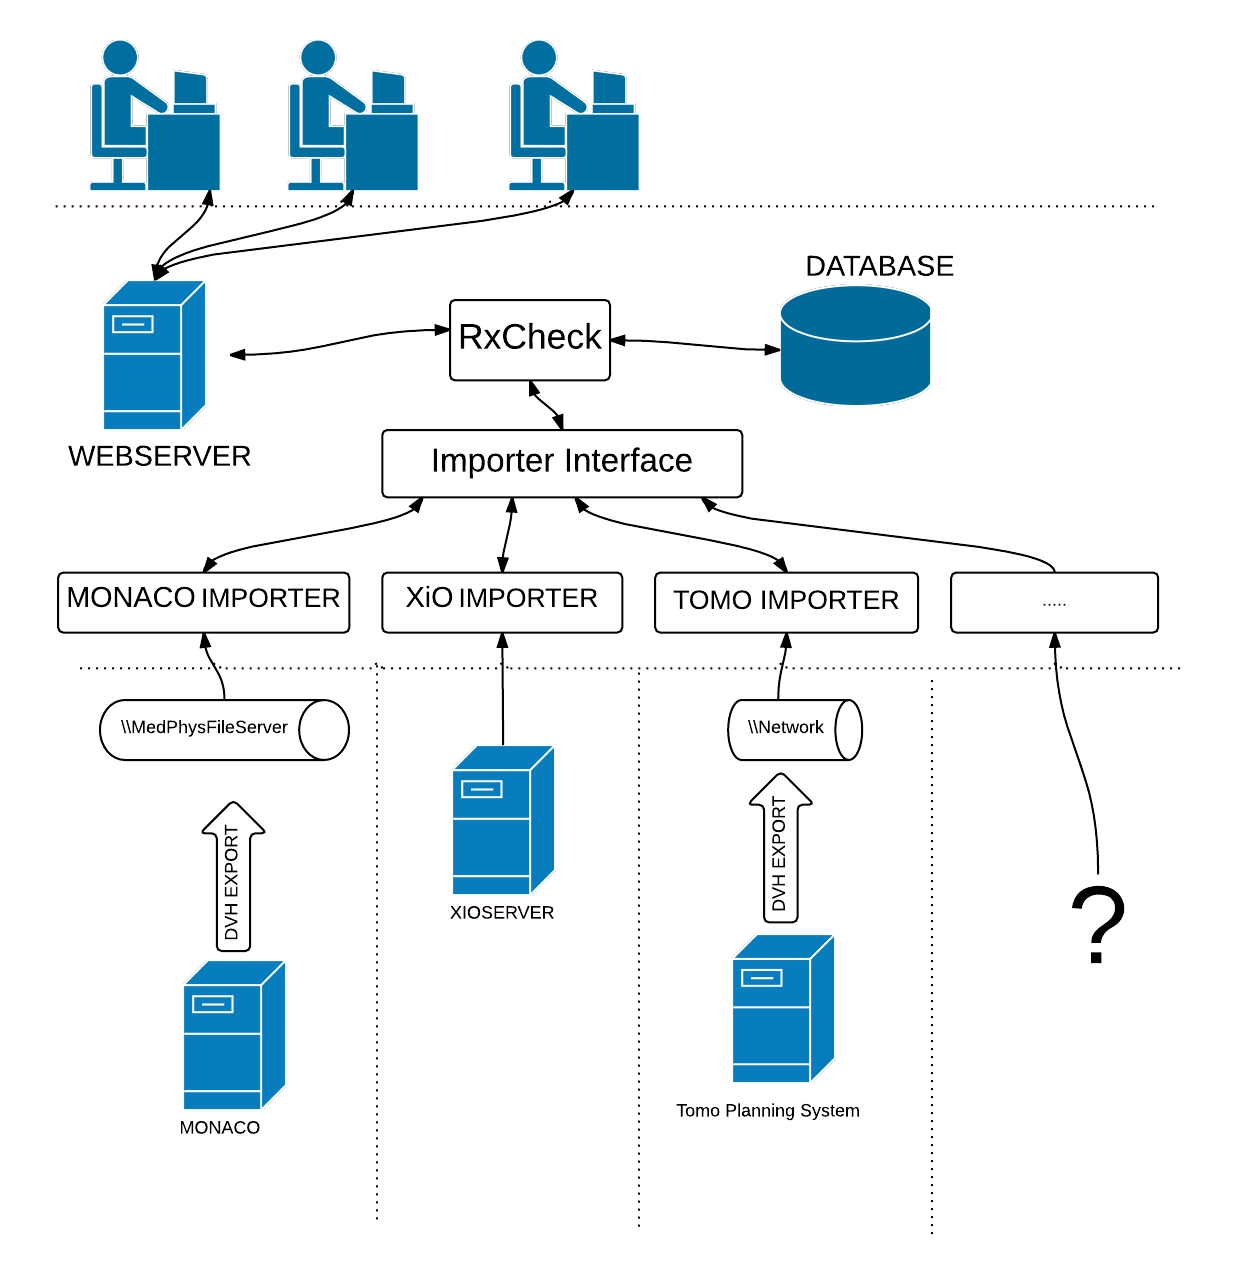 DATABASE
RxCheck
WEBSERVER
Importer Interface
MONACO IMPORTER
XiO IMPORTER
TOMO IMPORTER
.....
\\MedPhysFileServer
\\Network
DVH EXPORT
DVH EXPORT
XIOSERVER
?
MONACO
Tomo Planning System